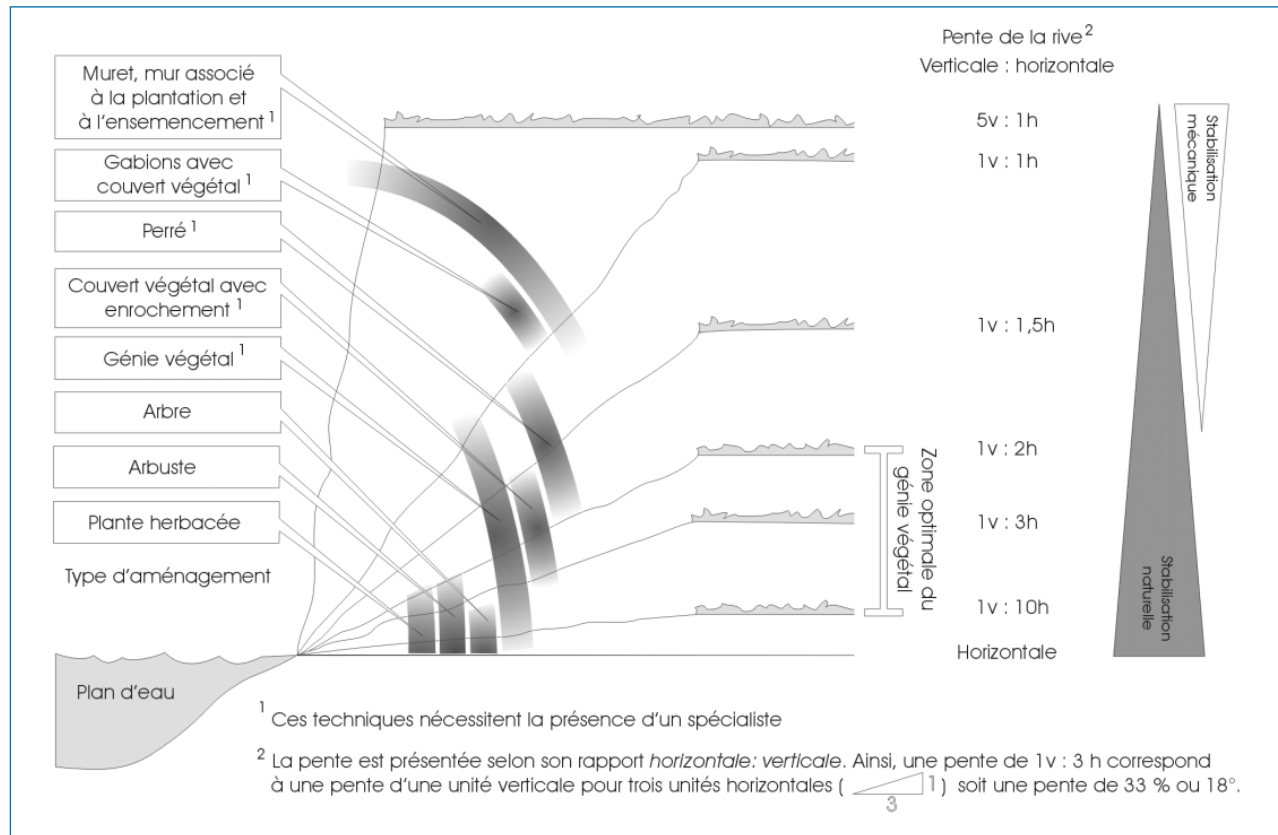 Muret, mur associé
à la plantation et
à l'ensemencement 1
Gabions avec
couvert végétal 1
Perré 1
Couvert végétal avec
enrochement 1
Génie végétal 1
Arbre
Arbuste
Plante herbacée
Type d'aménagement
Plan d'eau
Pente de la rive 2
Verticale : horizontale
5v : 1h
1v : 1h
1v : 1,5h
1v : 2h
1v : 3h
1v : 10h
Horizontale
Zone optimale du
génie végétal
Stabilisation
mécanique
Stabilisation
naturelle
1 Ces techniques nécessitent la présence d'un spécialiste
2 La pente est présentée selon son rapport horizontale: verticale. Ainsi, une pente de 1v : 3 h correspond
à une pente d'une unité verticale pour trois unités horizontales ( 1 ) soit une pente de 33 % ou 18°.
3